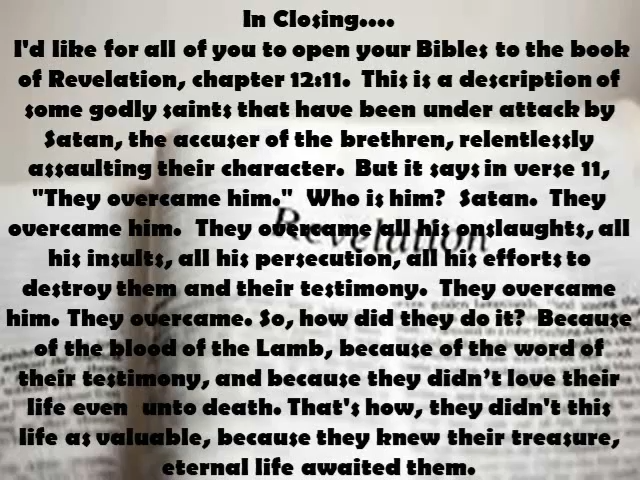 In Closing....
I'd like for all of you to open your Bibles to the book
of Revelation, chapter 12:11. This is a description of
some godly saints that have been under attack by
Satan, the accuser of the brethren, relentlessly
assaulting their character. But it says in verse 11,
"They overcame him." Who is him? Satan. They
overcame him. They overcame all his onslaughts, all
his insults, all his persecution, all his efforts to
destroy them and their testimony. They overcame
him. They overcame. So, how did they do it? Because
of the blood of the Lamb, because of the word of
their testimony, and because they didn’t love their
life even unto death. That's how, they didn't this
life as valuable, because they knew their treasure,
eternal life awaited them.
Revelation